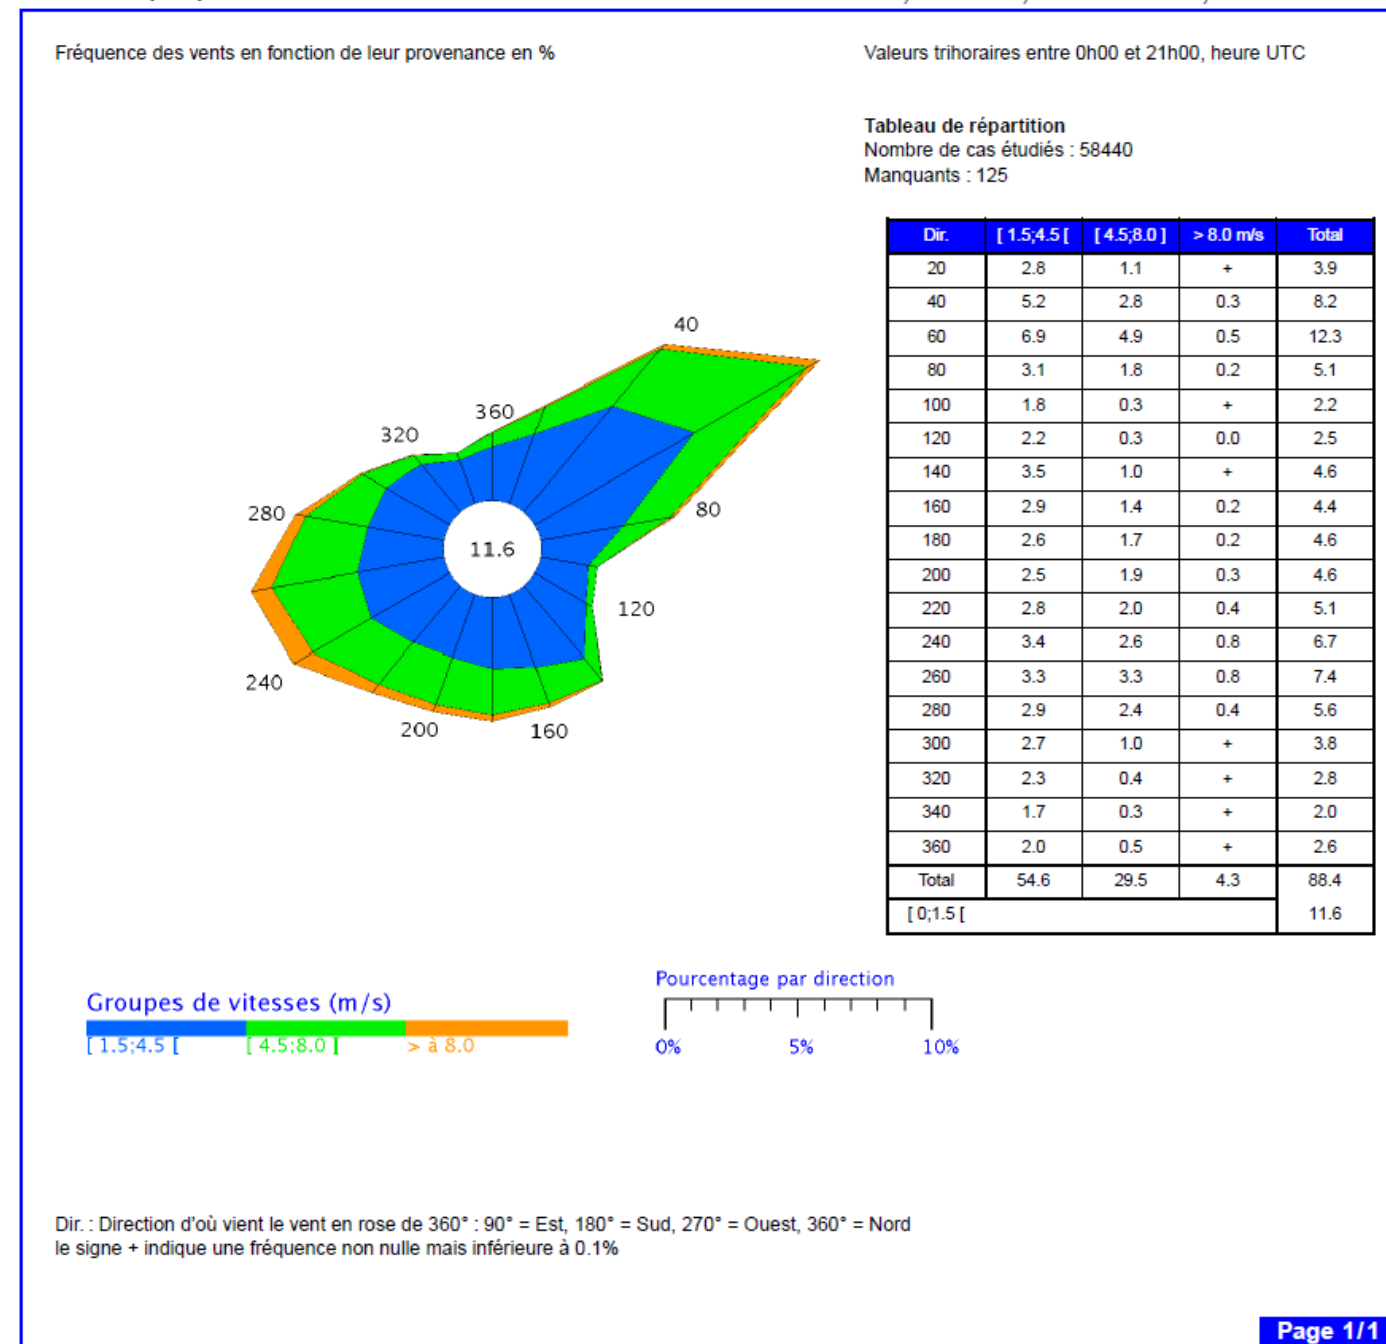 Fréquence des vents en fonction de leur provenance en %
Valeurs trihoraires entre 0h00 et 21h00, heure UTC
Tableau de répartition
Nombre de cas étudiés : 58440
Manquants : 125
Dir. [ 1.5;4.5 [ [ 4.5;8.0 ] > 8.0 m/s Total
20 2.8 1.1 + 3.9
40 5.2 2.8 0.3 8.2
60 6.9 4.9 0.5 12.3
80 3.1 1.8 0.2 5.1
100 1.8 0.3 + 2.2
120 2.2 0.3 0.0 2.5
140 3.5 1.0 + 4.6
160 2.9 1.4 0.2 4.4
180 2.6 1.7 0.2 4.6
200 2.5 1.9 0.3 4.6
220 2.8 2.0 0.4 5.1
240 3.4 2.6 0.8 6.7
260 3.3 3.3 0.8 7.4
280 2.9 2.4 0.4 5.6
300 2.7 1.0 + 3.8
320 2.3 0.4 + 2.8
340 1.7 0.3 + 2.0
360 2.0 0.5 + 2.6
Total 54.6 29.5 4.3 88.4
[ 0;1.5 [ 11.6
40
360
320
280
80
11.6
120
240
200
160
Groupes de vitesses (m/s)
[ 1.5;4.5 [ [ 4.5;8.0 ] > à 8.0
Pourcentage par direction
0% 5% 10%
Dir. : Direction d'où vient le vent en rose de 360° : 90° = Est, 180° = Sud, 270° = Ouest, 360° = Nord
le signe + indique une fréquence non nulle mais inférieure à 0.1%
Page 1/1